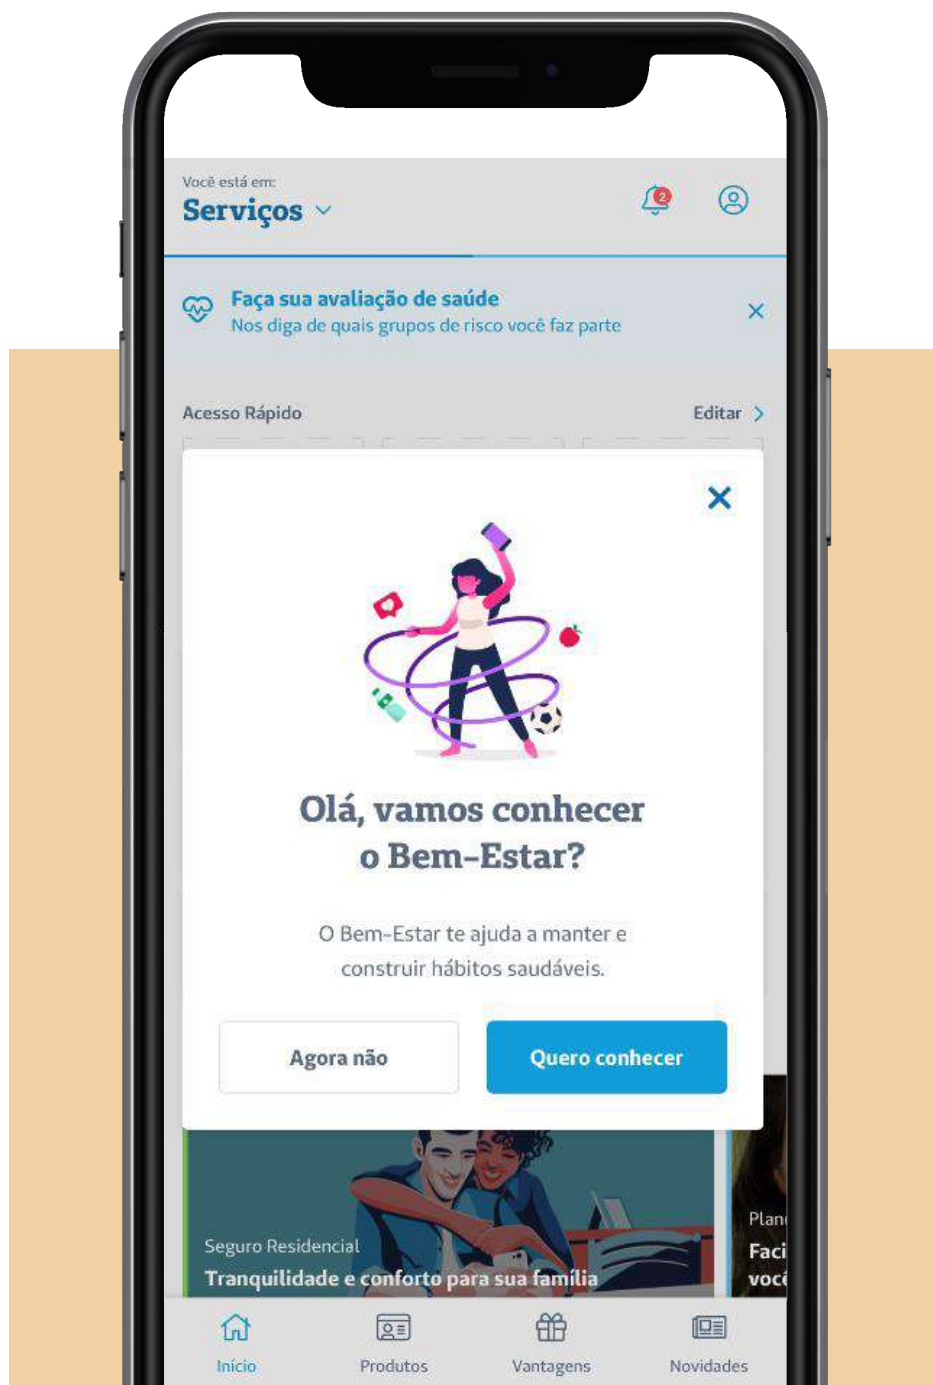 Você está em:
Serviços
2
Faça sua avaliação de saúde
Nos diga de quais grupos de risco você faz parte
Acesso Rápido
Editar
Olá, vamos conhecer
o Bem-Estar?
O Bem-Estar te ajuda a manter e
construir hábitos saudáveis.
Agora não
Quero conhecer
Seguro Residencial
Tranquilidade e conforto para sua família
Início
Produtos
Vantagens
Novidades